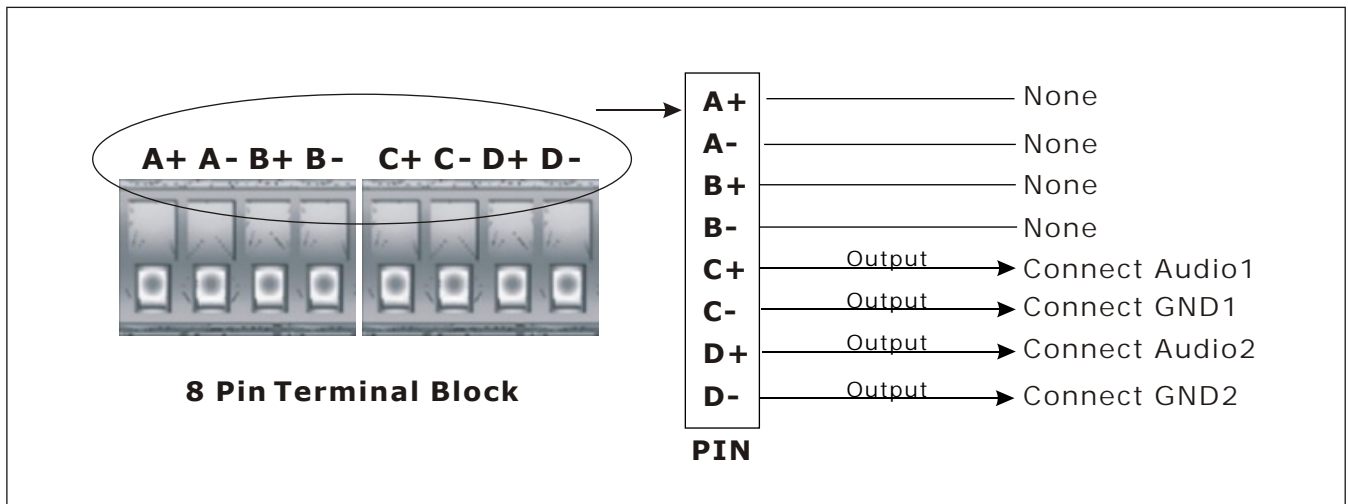 A+ A- B+ B- C+ C- D+ D-
8 Pin Terminal Block
A+ None
A- None
B+ None
B- None
C+ Output Connect Audio1
C- Output Connect GND1
D+ Output Connect Audio2
D- Output Connect GND2
PIN